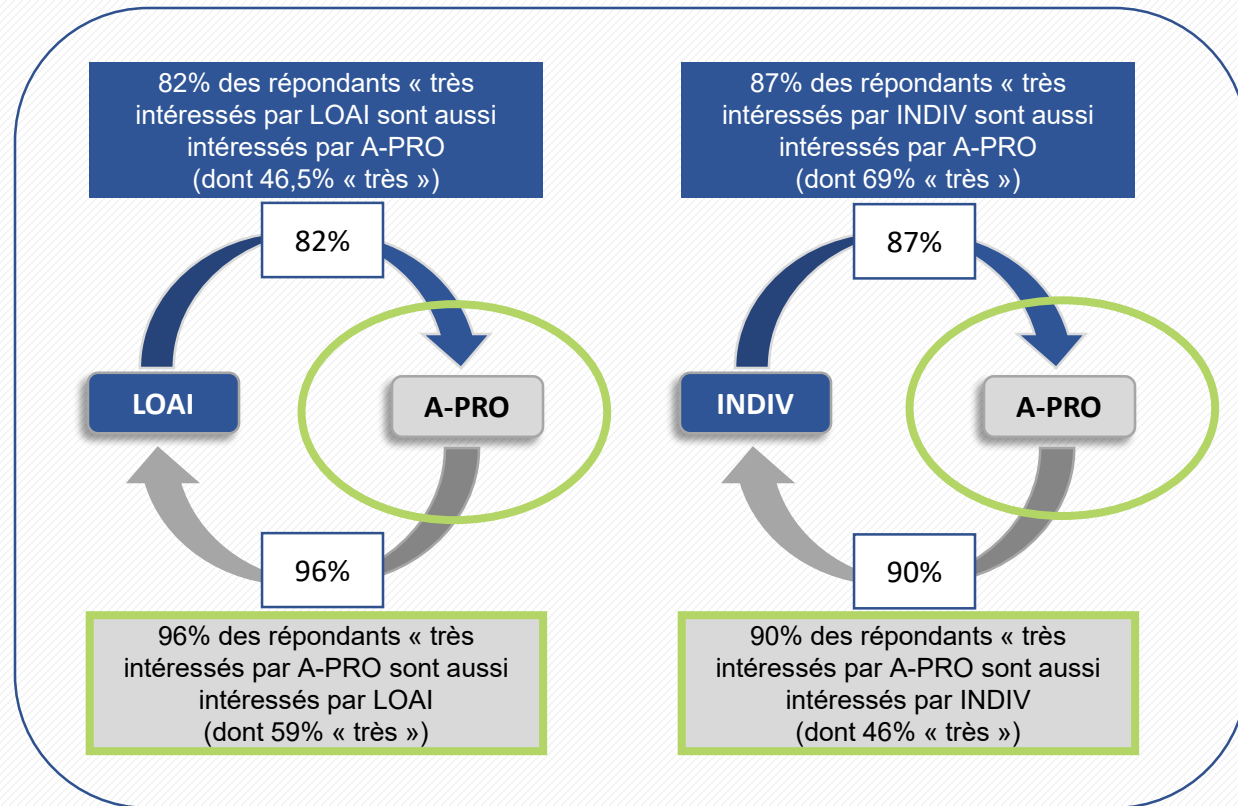 82% des répondants « très
intéressés par LOAI sont aussi
intéressés par A-PRO
(dont 46,5% « très »)
82%
LOAI
A-PRO
96%
96% des répondants « très
intéressés par A-PRO sont aussi
intéressés par LOAI
(dont 59% « très »)
87% des répondants « très
intéressés par INDIV sont aussi
intéressés par A-PRO
(dont 69% « très »)
87%
INDIV
A-PRO
90%
90% des répondants « très
intéressés par A-PRO sont aussi
intéressés par INDIV
(dont 46% « très »)